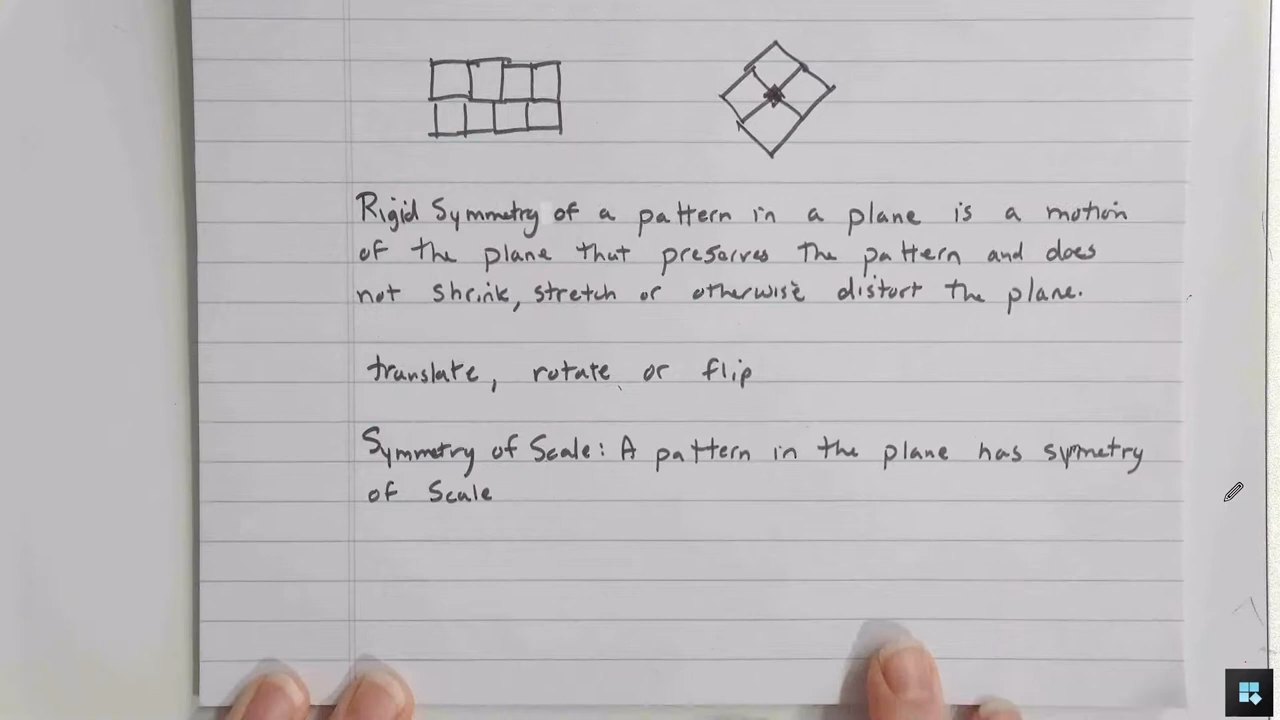 Rigid Symmetry of a pattern in a plane is a motion
of the plane that preserves the pattern and does
not shrink, stretch or otherwise distort the plane.
translate, rotate or flip
Symmetry of Scale: A pattern in the plane has symmetry
of Scale